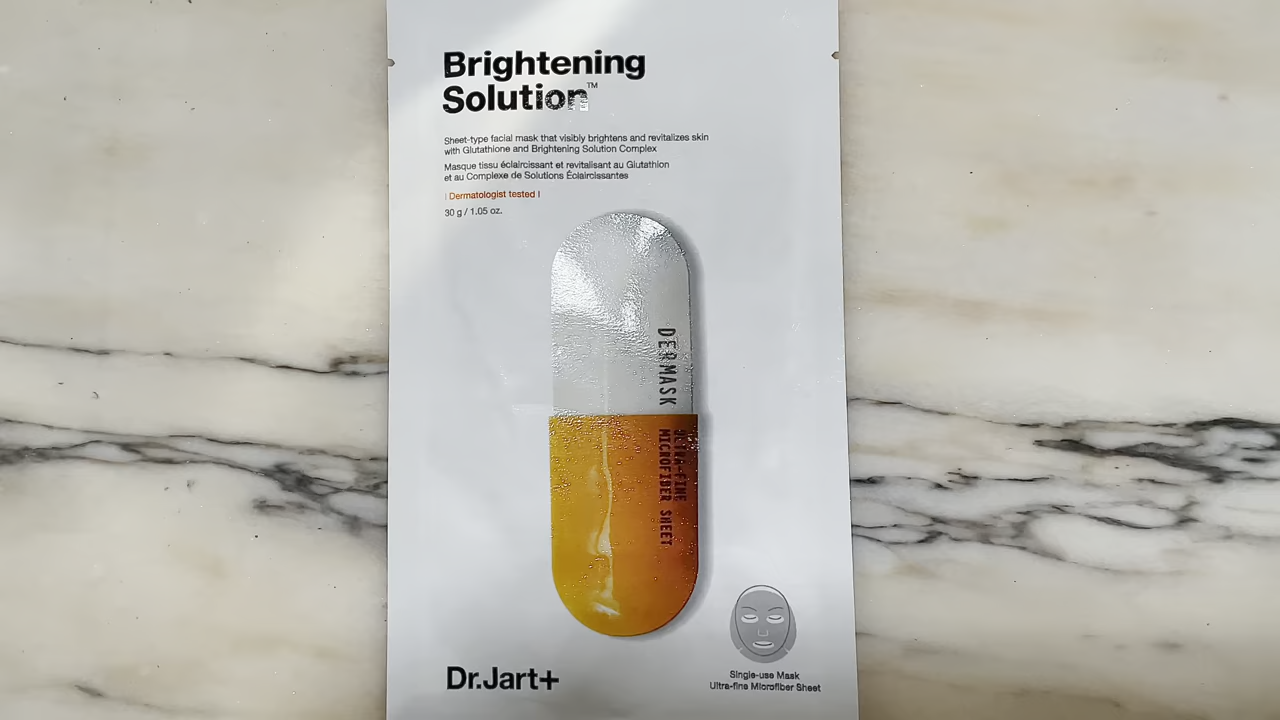 Brightening
Solution™
Sheet-type facial mask that visibly brightens and revitalizes skin
with Glutathione and Brightening Solution Complex
Masque tissu éclaircissant et revitalisant au Glutathion
et au Complexe de Solutions Éclaircissantes
| Dermatologist tested |
30 g / 1.05 oz.
DERMASK
ULTRA-FINE
MICROFIBER SHEET
Dr.Jart+
Single-use Mask
Ultra-fine Microfiber Sheet